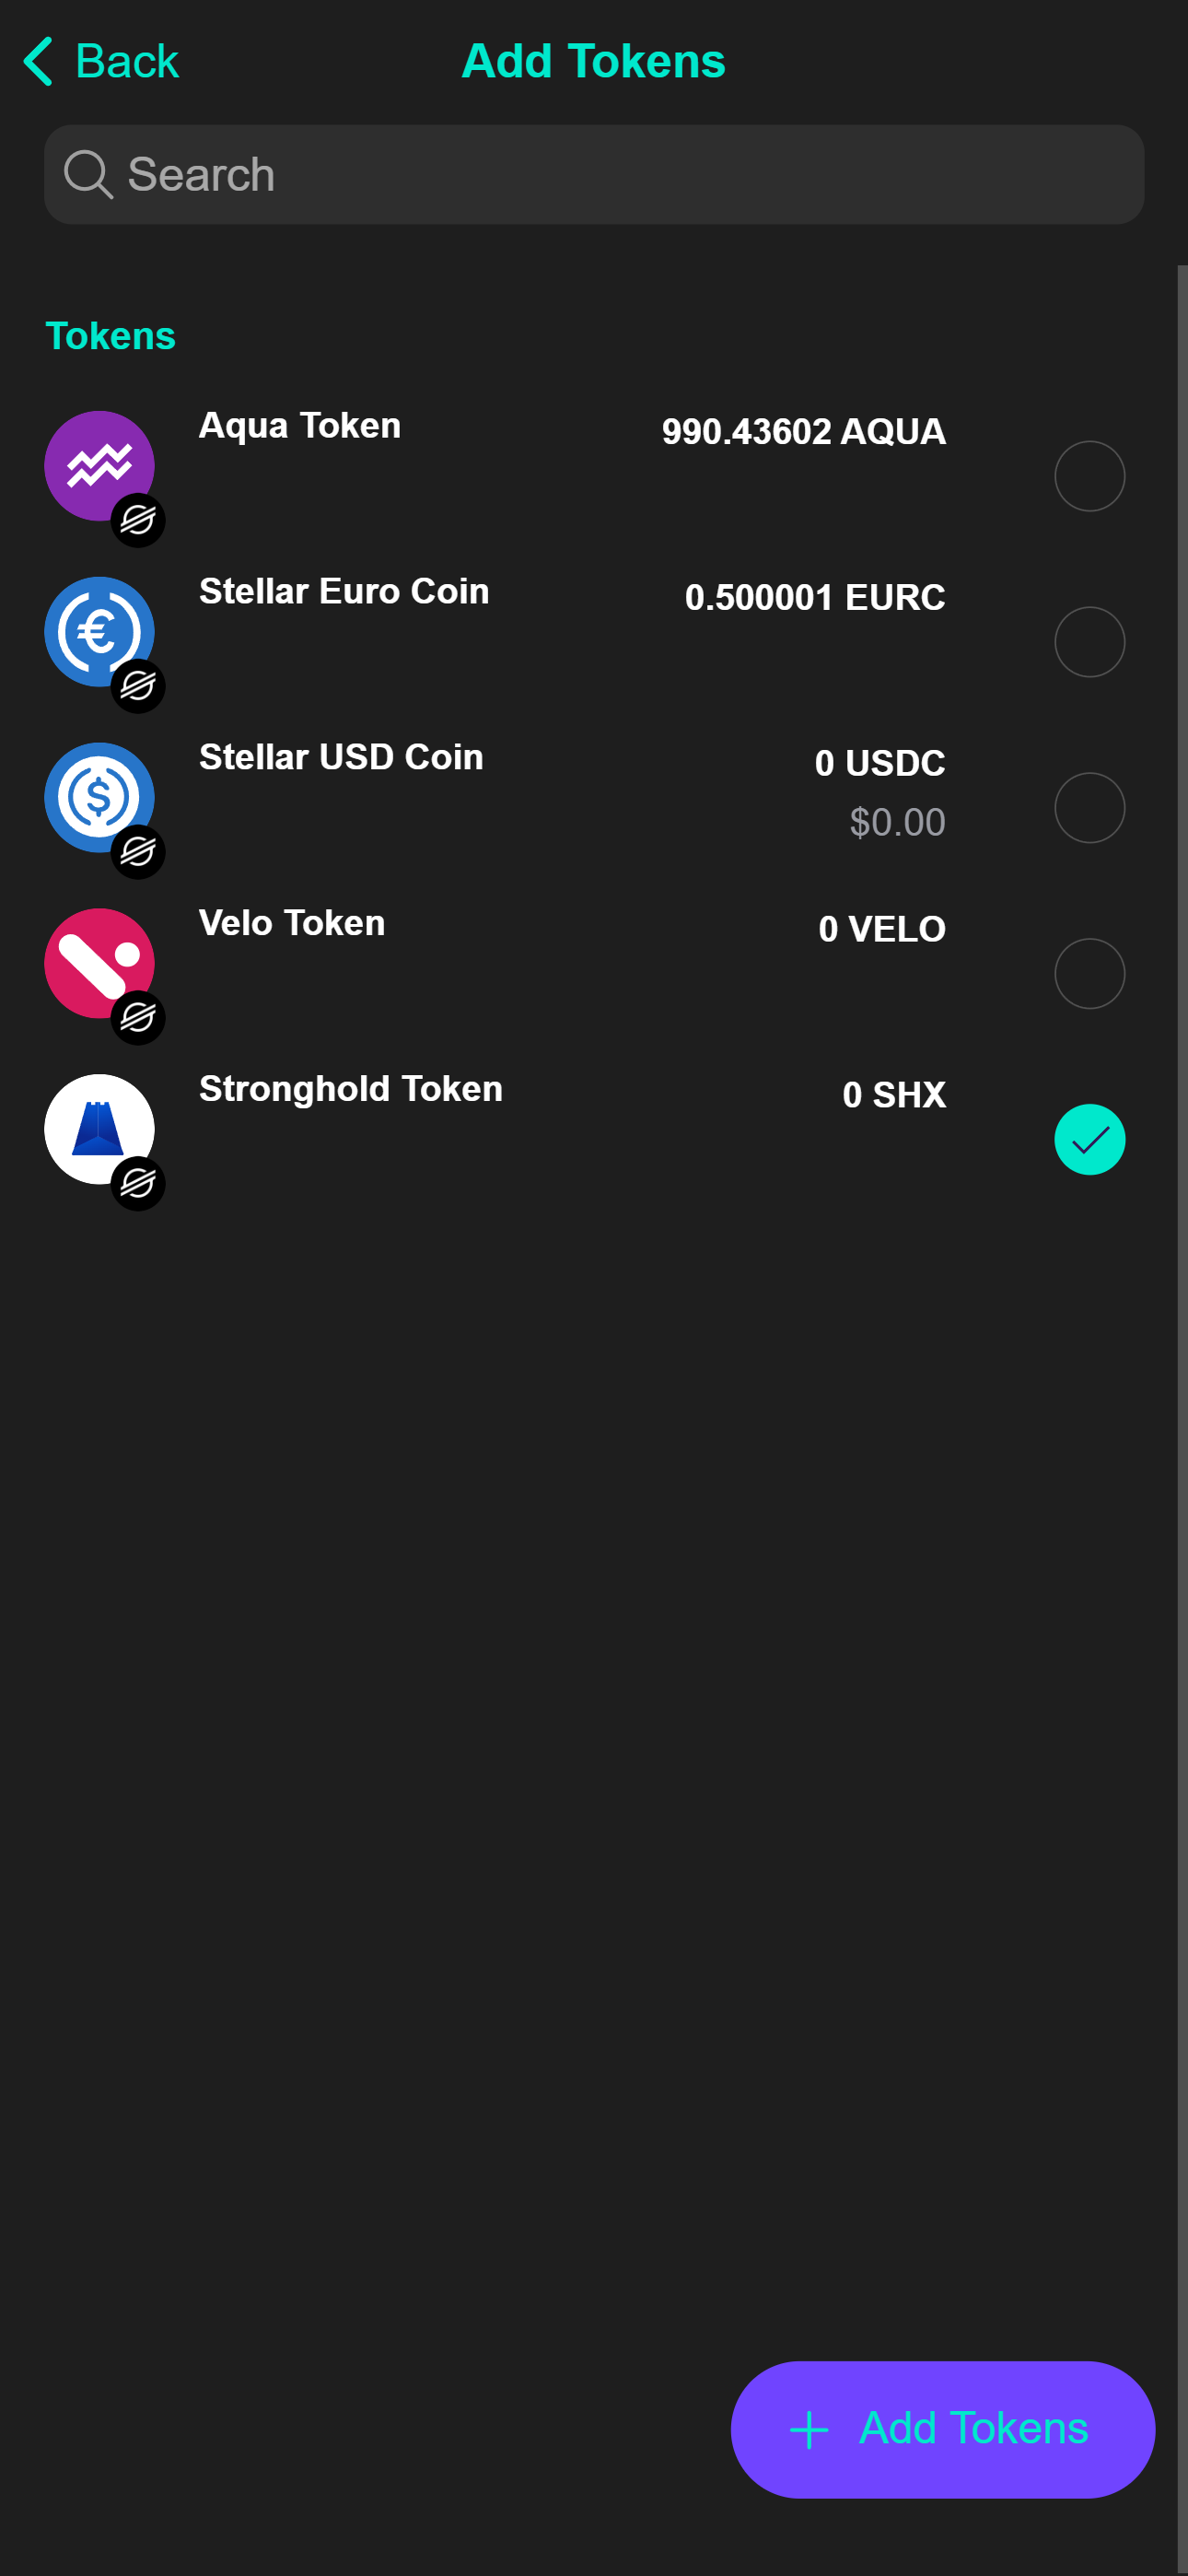 Back
Add Tokens
Search
Tokens
Aqua Token
990.43602 AQUA
Stellar Euro Coin
0.500001 EURC
Stellar USD Coin
0 USDC
$0.00
Velo Token
0 VELO
Stronghold Token
0 SHX
Add Tokens